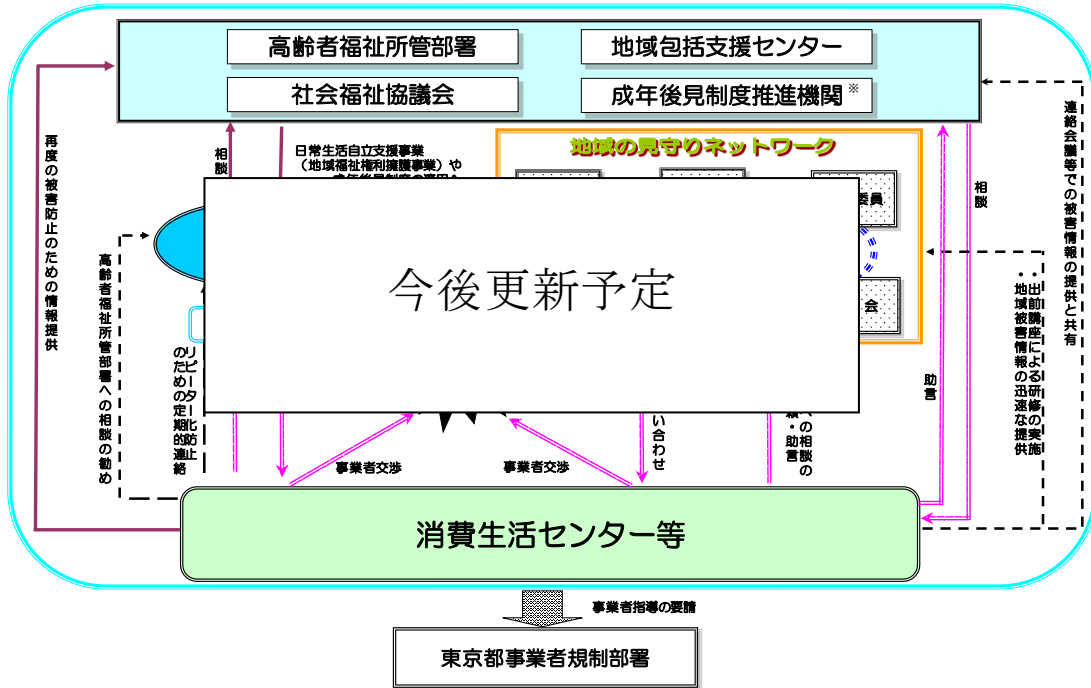 高齢者福祉所管部署
地域包括支援センター
社会福祉協議会
成年後見制度推進機関※
再度の被害防止のための情報提供
相談
日常生活自立支援事業
（地域福祉権利擁護事業）や
地域の見守りネットワーク
委員
会
相談
連絡会議等での被害情報の提供と共有
・出前講座による研修の実施
・地域被害情報の迅速な提供
今後更新予定
高齢者福祉所管部署への相談の勧め
リピーター化防止
のための定期的連絡
助言
い合わせ
への相談の
頼・助言
事業者交渉
事業者交渉
消費生活センター等
事業者指導の要請
東京都事業者規制部署